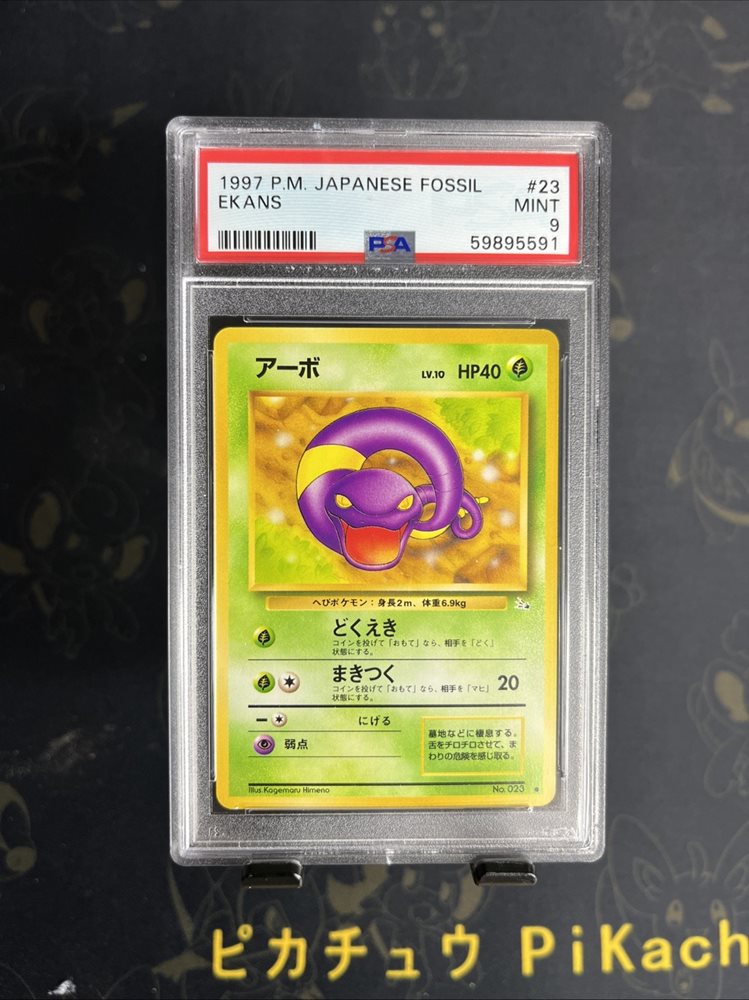 1997 P.M. JAPANESE FOSSIL #23
EKANS MINT
9
PSA 59895591
アーボ LV.10 HP40
へびポケモン：身長2m、体重6.9kg
どくえき
コインを投げて「おもて」なら、相手を「どく」
状態にする。
まきつく 20
コインを投げて「おもて」なら、相手を「マヒ」
状態にする。
にげる
弱点
墓地などに棲息する。
舌をチロチロさせて、ま
わりの危険を感じ取る。
Illus. Kagemaru Himeno No. 023 ●
ピカチュウ PiKach